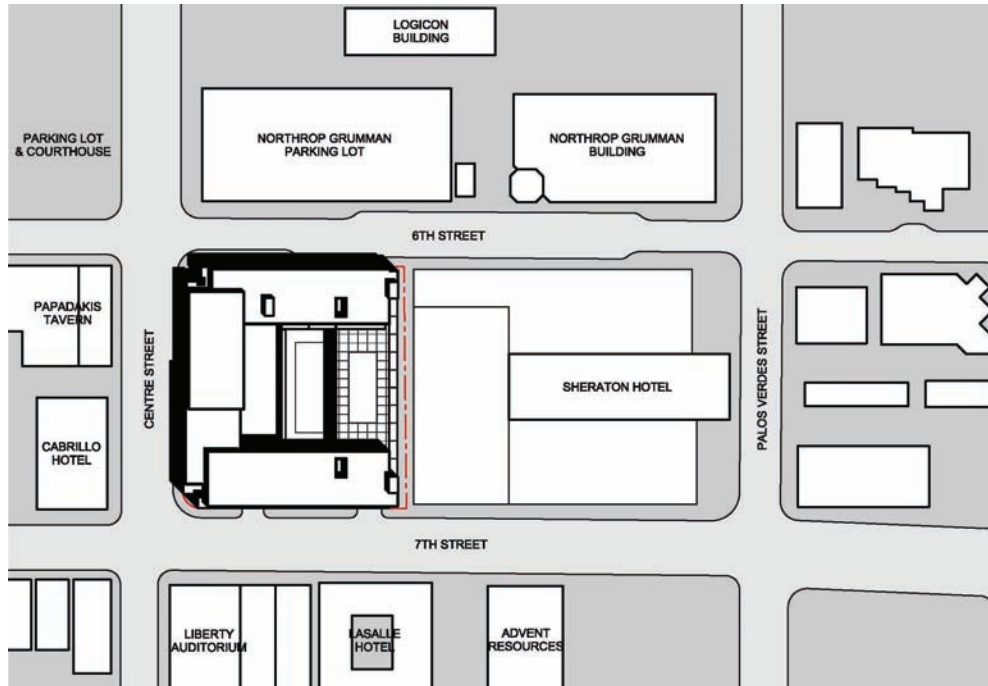 LOGICON
BUILDING
PARKING LOT
& COURTHOUSE
NORTHROP GRUMMAN
PARKING LOT
NORTHROP GRUMMAN
BUILDING
6TH STREET
PAPADAKIS
TAVERN
CENTRE STREET
SHERATON HOTEL
PALOS VERDES STREET
CABRILLO
HOTEL
7TH STREET
LIBERTY
AUDITORIUM
LASALLE
HOTEL
ADVENT
RESOURCES